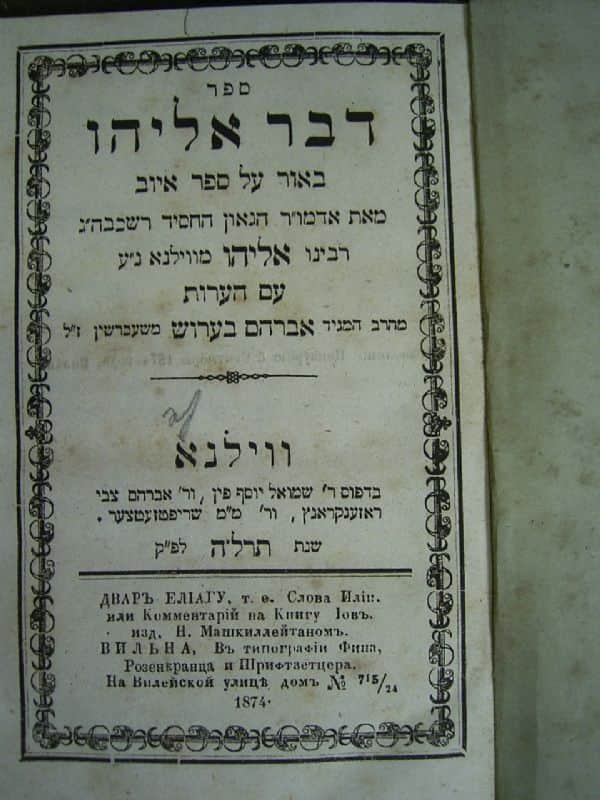 ספר
דבר אליהו
באור על ספר איוב
מאת אדמו״ר הגאון החסיד רשכבה״ג
רבינו אליהו מווילנא נ״ע
עם הערות
מהרב המגיד אברהם בערוש משעברשין ז״ל
ווילנא
בדפוס ר׳ שמואל יוסף פין, ור׳ אברהם צבי
ראזענקראנץ, ור׳ מ״מ שריפטזעטצער.
שנת תרל״ה לפ״ק
ДВАРЪ ЕЛІАГУ, т. е. Слова Иліи.
или Комментарій на Книгу Іовъ.
изд. Н. Машкиллейтаномъ.
ВИЛЬНА, Въ типографіи Фина,
Розенкранца и Шрифтзетцера.
На Вилейской улицѣ домъ № 715/24
1874.